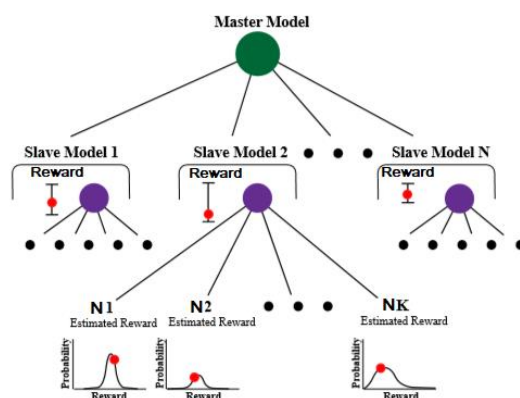 Master Model
Slave Model 1
Slave Model 2
Slave Model N
Reward
Reward
Reward
N1
N2
NK
Estimated Reward
Estimated Reward
Estimated Reward
Probability
Probability
Probability
Reward
Reward
Reward